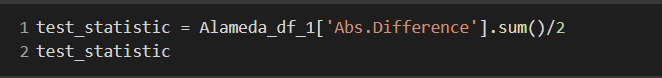 1 test_statistic = Alameda_df_1['Abs.Difference'].sum()/2
2 test_statistic